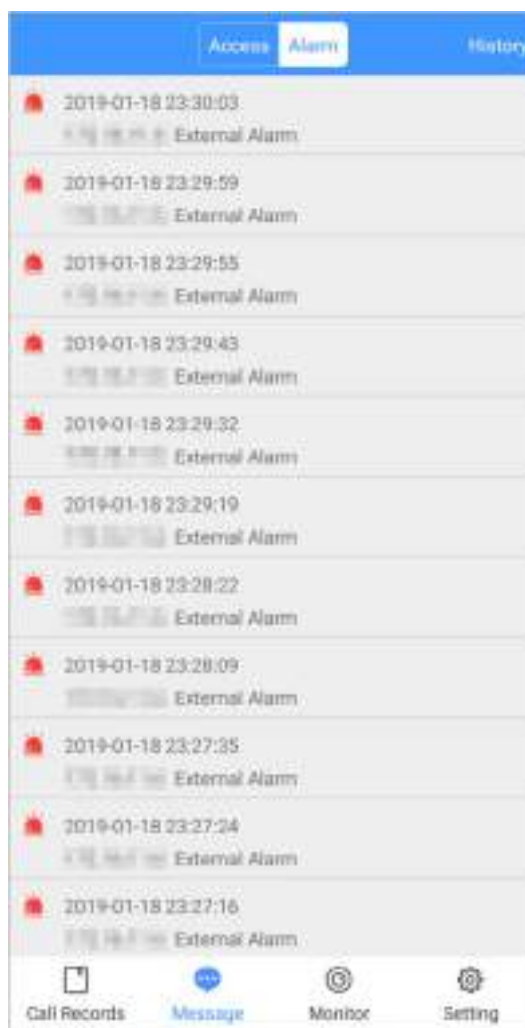 Access Alarm History
2019-01-18 23:30:03
External Alarm
2019-01-18 23:29:59
External Alarm
2019-01-18 23:29:55
External Alarm
2019-01-18 23:29:43
External Alarm
2019-01-18 23:29:32
External Alarm
2019-01-18 23:29:19
External Alarm
2019-01-18 23:28:22
External Alarm
2019-01-18 23:28:09
External Alarm
2019-01-18 23:27:35
External Alarm
2019-01-18 23:27:24
External Alarm
2019-01-18 23:27:16
External Alarm
Call Records Message Monitor Setting